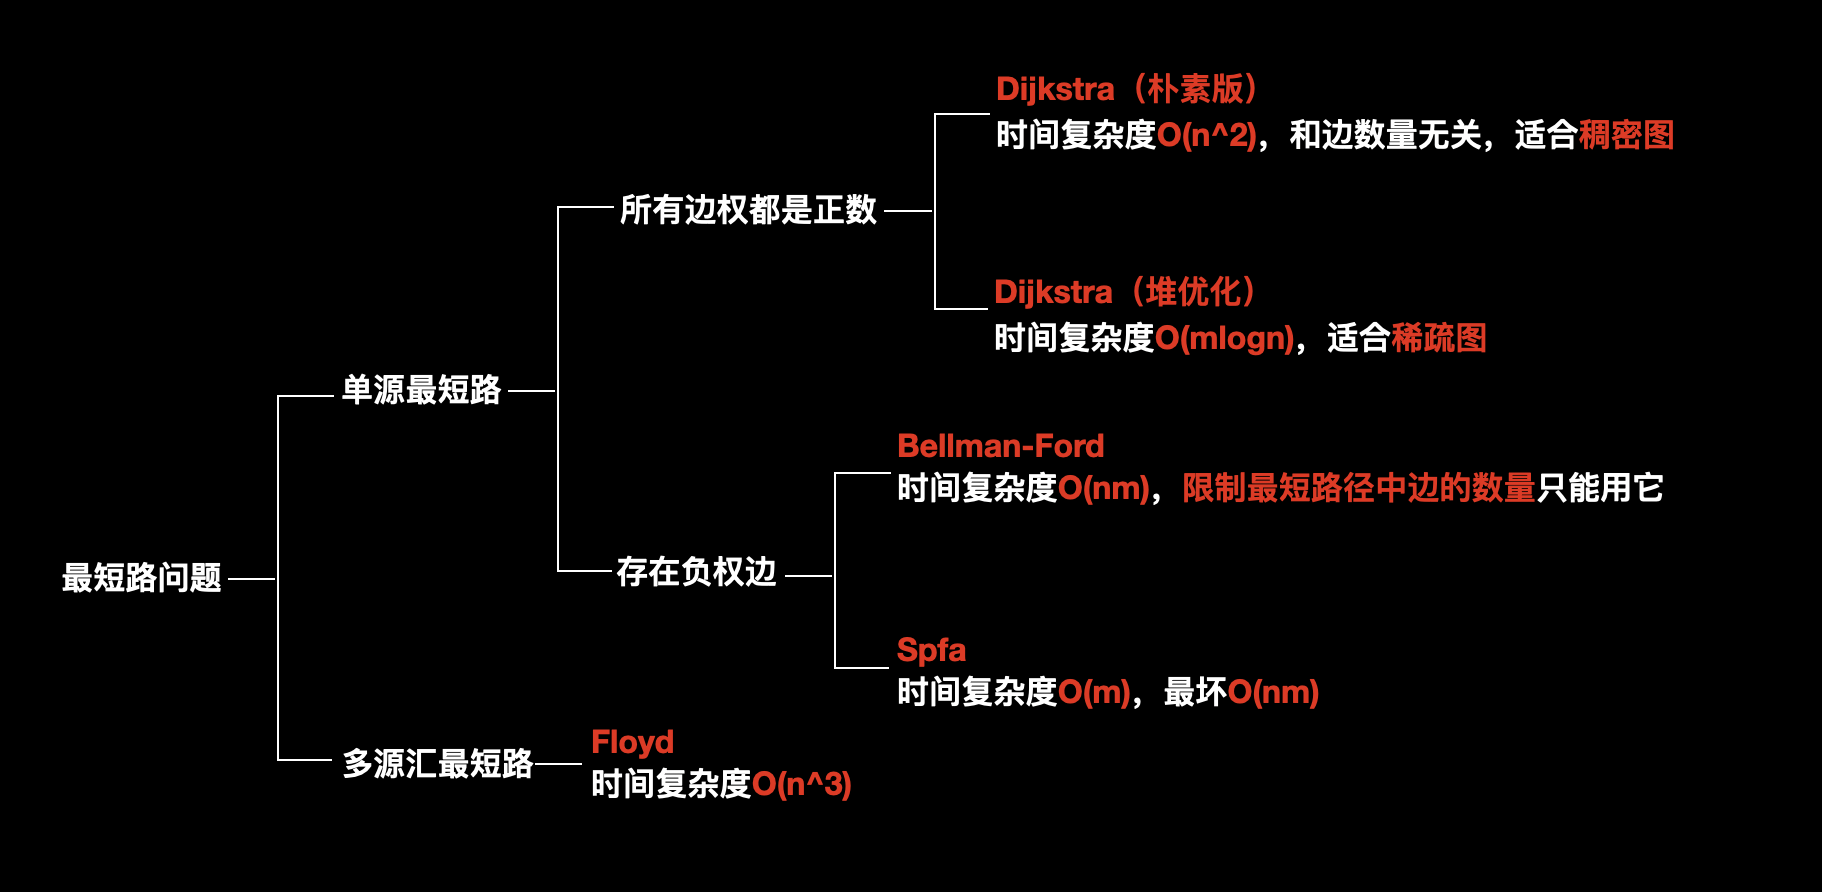 最短路问题
单源最短路
所有边权都是正数
Dijkstra（朴素版）
时间复杂度O(n^2)，和边数量无关，适合稠密图
Dijkstra（堆优化）
时间复杂度O(mlogn)，适合稀疏图
存在负权边
Bellman-Ford
时间复杂度O(nm)，限制最短路径中边的数量只能用它
Spfa
时间复杂度O(m)，最坏O(nm)
多源汇最短路
Floyd
时间复杂度O(n^3)